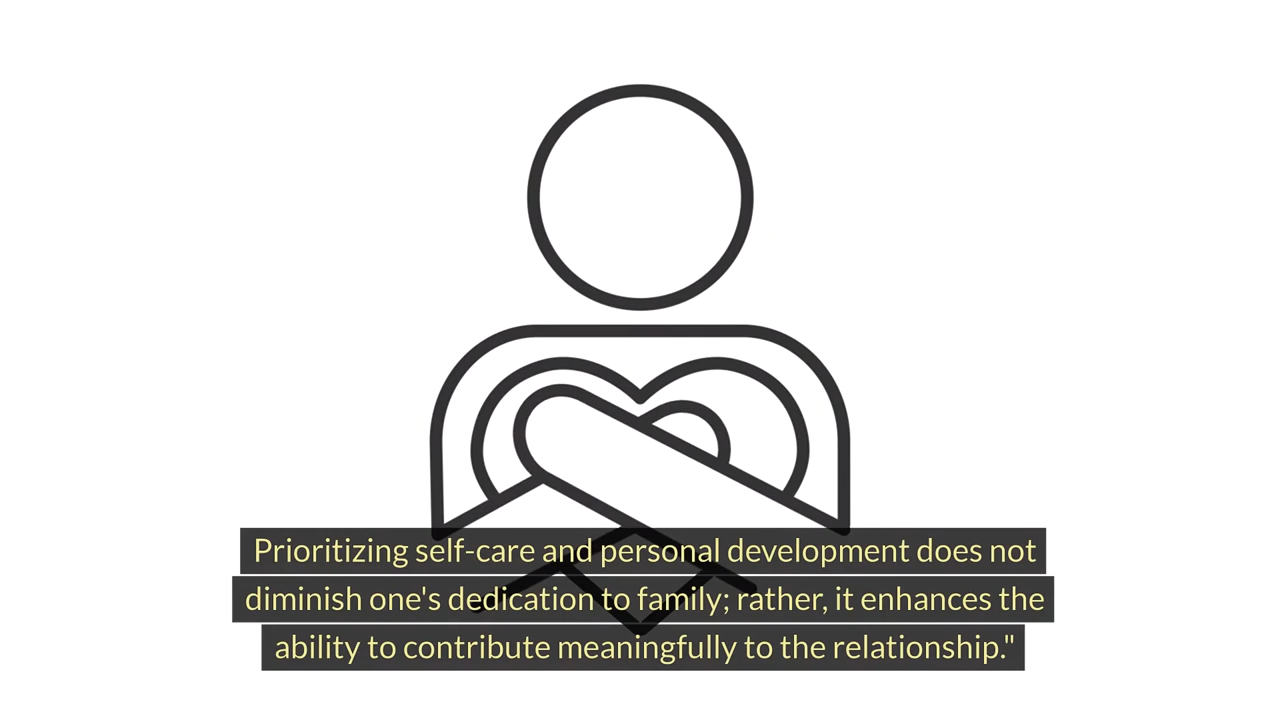 Prioritizing self-care and personal development does not
diminish one's dedication to family; rather, it enhances the
ability to contribute meaningfully to the relationship."